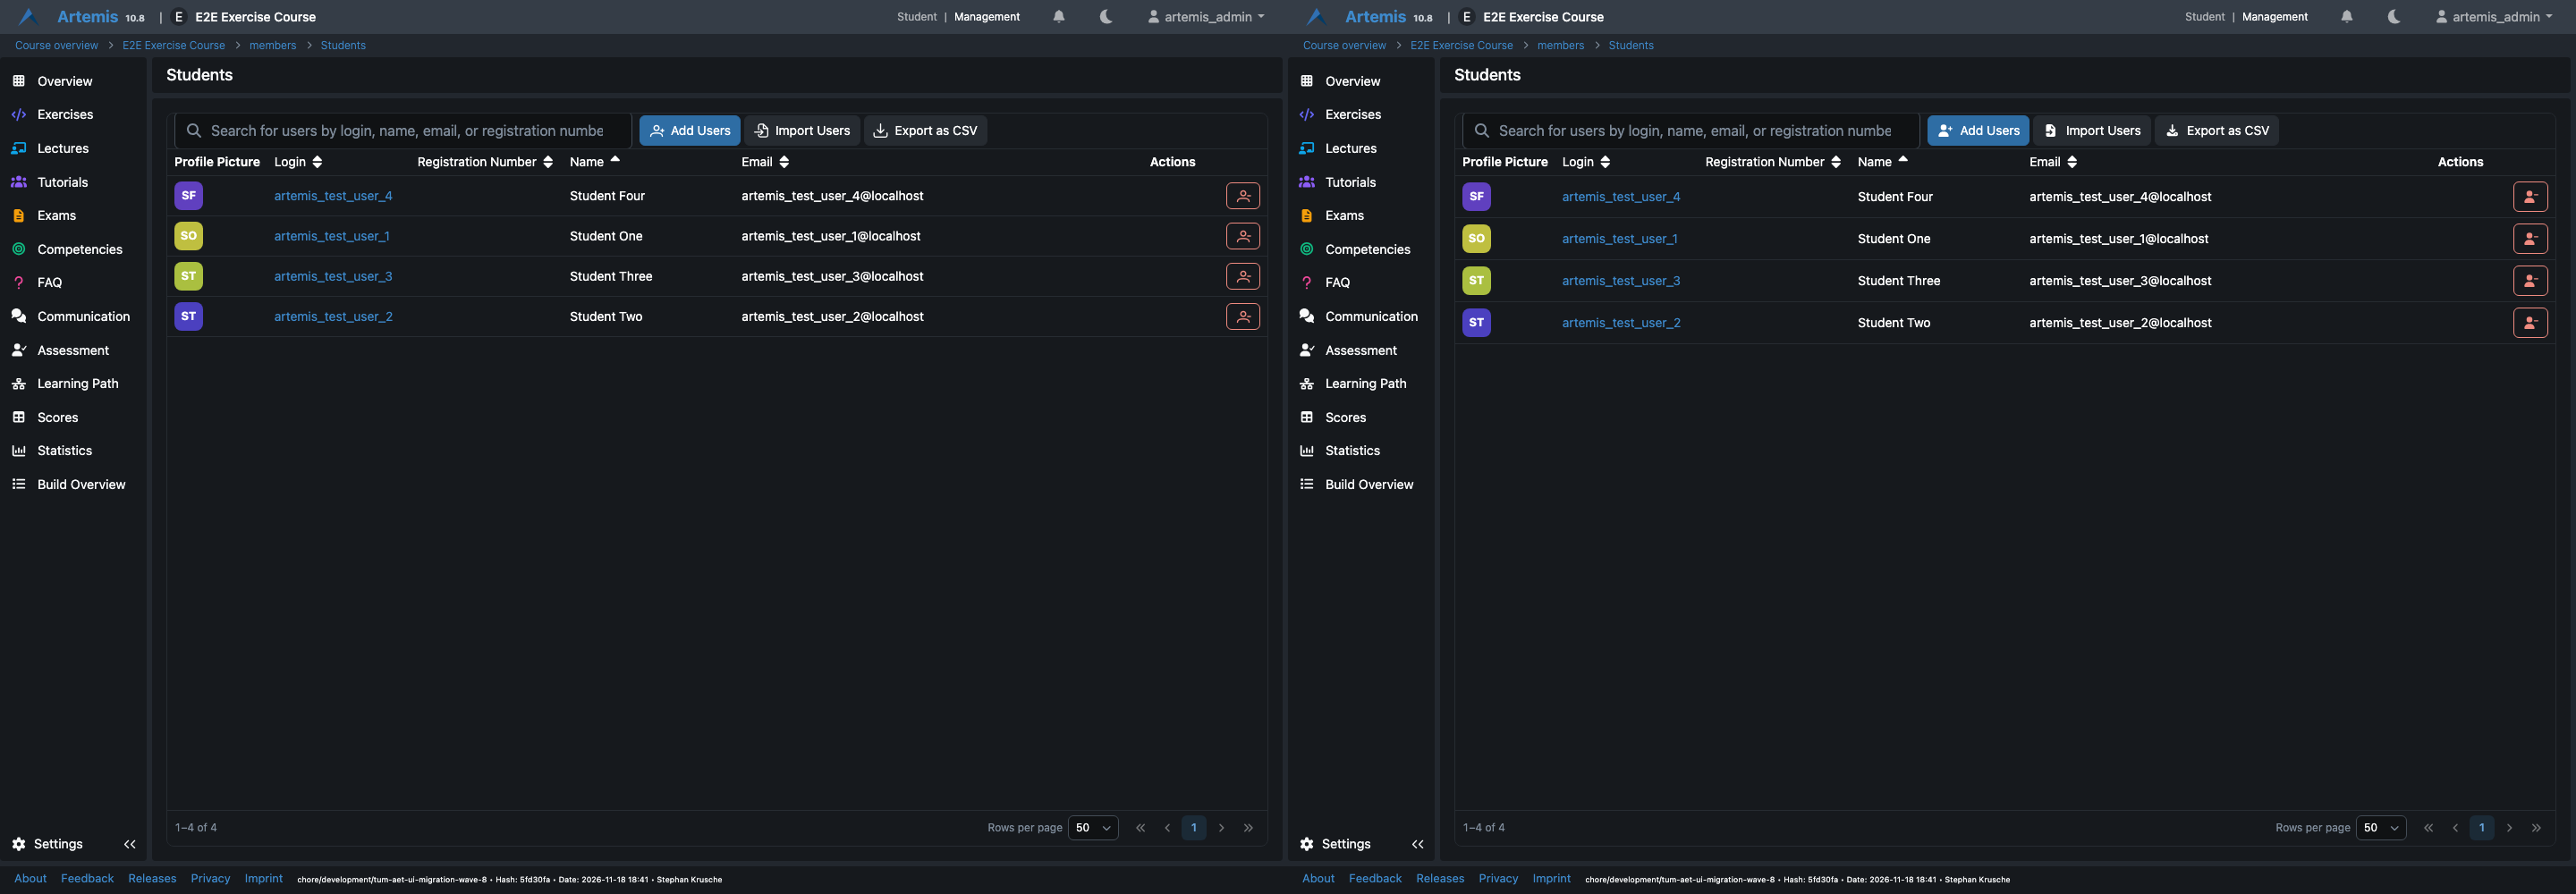 Artemis 10.8 | E E2E Exercise Course Student | Management artemis_admin
Course overview > E2E Exercise Course > members > Students
Overview
Exercises
Lectures
Tutorials
Exams
Competencies
FAQ
Communication
Assessment
Learning Path
Scores
Statistics
Build Overview
Settings
Students
Search for users by login, name, email, or registration numbe Add Users Import Users Export as CSV
Profile Picture Login Registration Number Name Email Actions
SF artemis_test_user_4 Student Four artemis_test_user_4@localhost
SO artemis_test_user_1 Student One artemis_test_user_1@localhost
ST artemis_test_user_3 Student Three artemis_test_user_3@localhost
ST artemis_test_user_2 Student Two artemis_test_user_2@localhost
1–4 of 4 Rows per page 50 « ‹ 1 › »
About Feedback Releases Privacy Imprint chore/development/tum-aet-ui-migration-wave-8 • Hash: 5fd30fa • Date: 2026-11-18 18:41 • Stephan Krusche
Artemis 10.8 | E E2E Exercise Course Student | Management artemis_admin
Course overview > E2E Exercise Course > members > Students
Overview
Exercises
Lectures
Tutorials
Exams
Competencies
FAQ
Communication
Assessment
Learning Path
Scores
Statistics
Build Overview
Settings
Students
Search for users by login, name, email, or registration numbe Add Users Import Users Export as CSV
Profile Picture Login Registration Number Name Email Actions
SF artemis_test_user_4 Student Four artemis_test_user_4@localhost
SO artemis_test_user_1 Student One artemis_test_user_1@localhost
ST artemis_test_user_3 Student Three artemis_test_user_3@localhost
ST artemis_test_user_2 Student Two artemis_test_user_2@localhost
1–4 of 4 Rows per page 50 « ‹ 1 › »
About Feedback Releases Privacy Imprint chore/development/tum-aet-ui-migration-wave-8 • Hash: 5fd30fa • Date: 2026-11-18 18:41 • Stephan Krusche